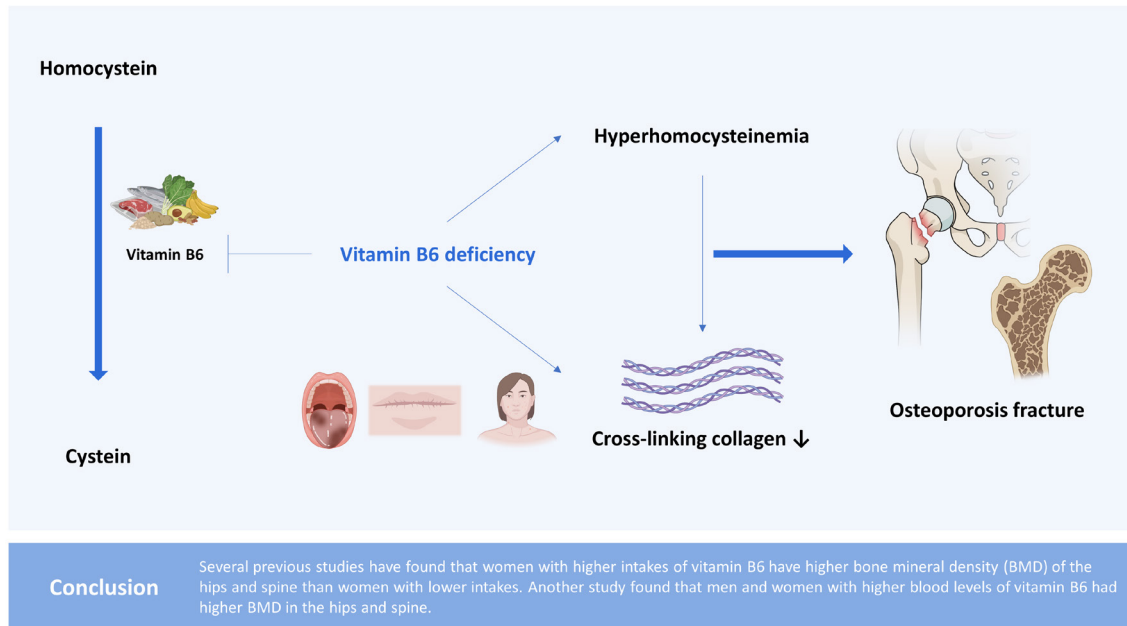 Homocystein
Hyperhomocysteinemia
Vitamin B6
Vitamin B6 deficiency
Osteoporosis fracture
Cross-linking collagen ↓
Cystein
Conclusion
Several previous studies have found that women with higher intakes of vitamin B6 have higher bone mineral density (BMD) of the
hips and spine than women with lower intakes. Another study found that men and women with higher blood levels of vitamin B6 had
higher BMD in the hips and spine.